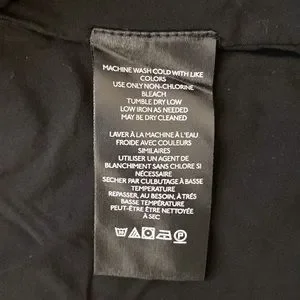 MACHINE WASH COLD WITH LIKE
COLORS
USE ONLY NON-CHLORINE
BLEACH
TUMBLE DRY LOW
LOW IRON AS NEEDED
MAY BE DRY CLEANED
LAVER À LA MACHINE À L'EAU
FROIDE AVEC COULEURS
SIMILAIRES
UTILISER UN AGENT DE
BLANCHIMENT SANS CHLORE SI
NÉCESSAIRE
SECHER PAR CULBUTAGE À BASSE
TEMPERATURE
REPASSER, AU BESOIN, À TRÈS
BASSE TEMPÉRATURE
PEUT-ÊTRE ÊTRE NETTOYÉE
À SEC